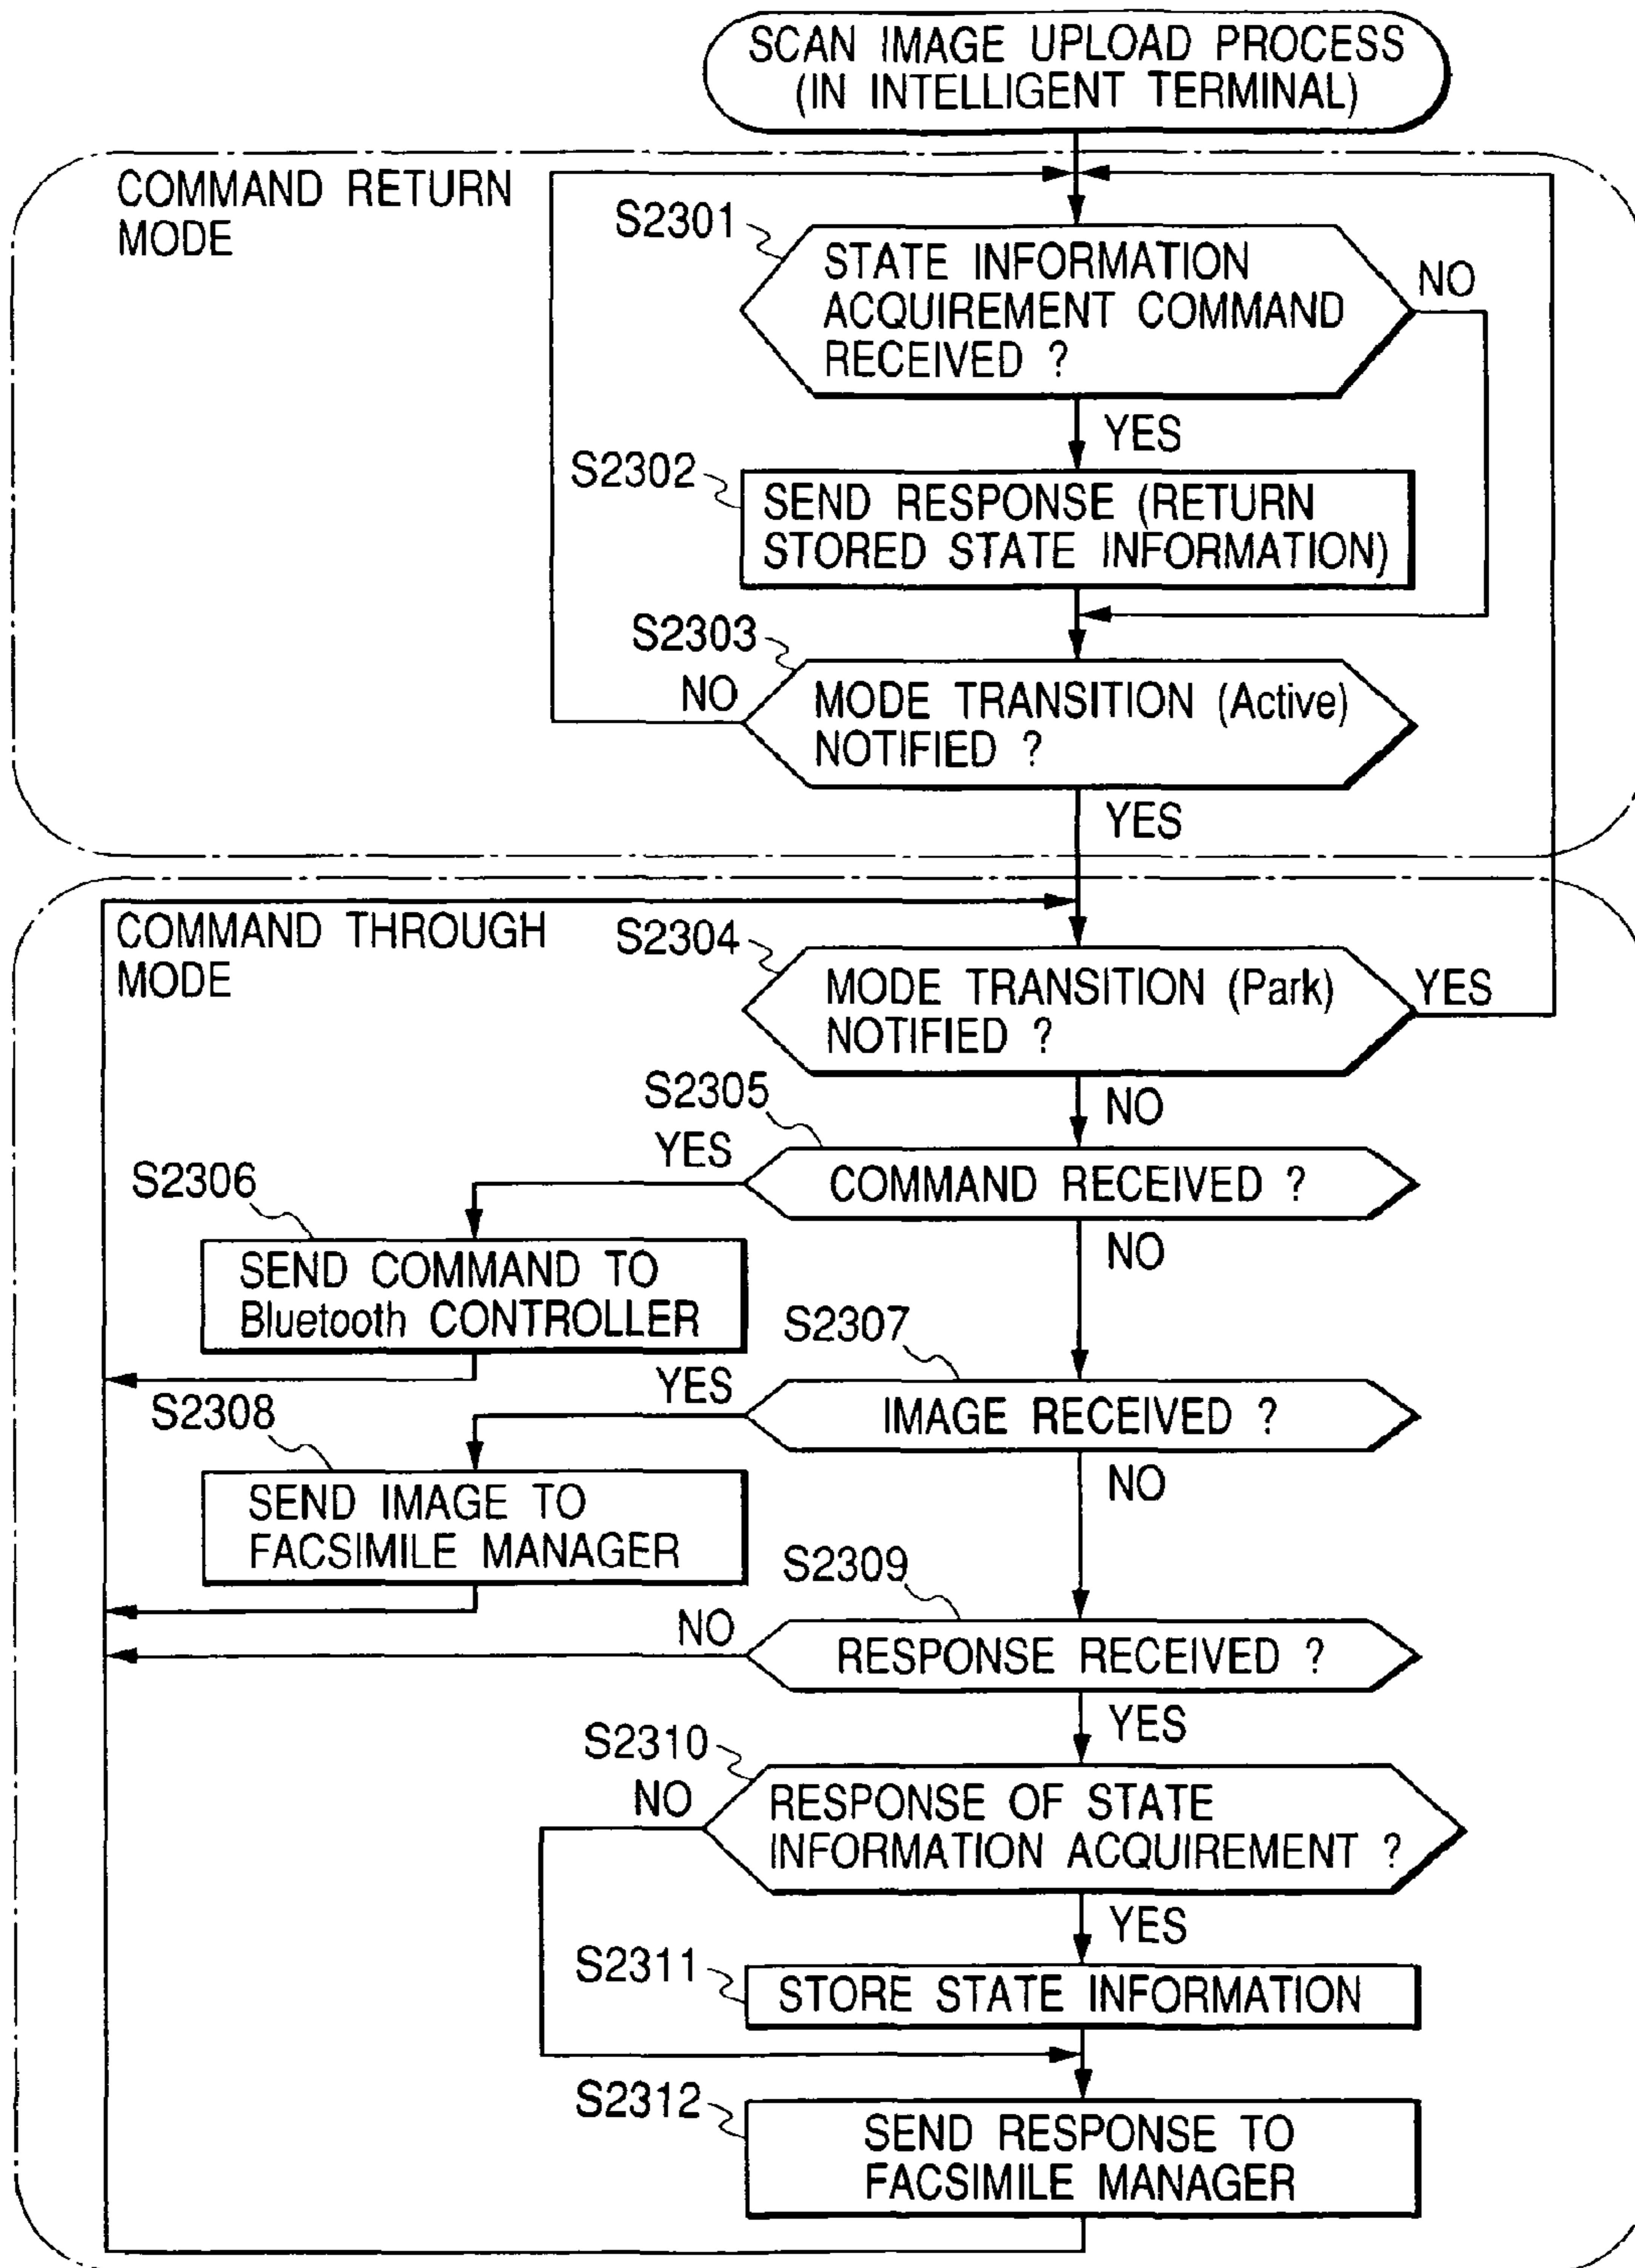 SCAN IMAGE UPLOAD PROCESS
(IN INTELLIGENT TERMINAL)
COMMAND RETURN
MODE
S2301
STATE INFORMATION
ACQUIREMENT COMMAND
RECEIVED ?
NO
YES
S2302
SEND RESPONSE (RETURN
STORED STATE INFORMATION)
S2303
NO
MODE TRANSITION (Active)
NOTIFIED ?
YES
COMMAND THROUGH
MODE
S2304
MODE TRANSITION (Park)
NOTIFIED ?
YES
NO
S2305
YES
COMMAND RECEIVED ?
NO
S2306
SEND COMMAND TO
Bluetooth CONTROLLER
S2307
YES
IMAGE RECEIVED ?
NO
S2308
SEND IMAGE TO
FACSIMILE MANAGER
S2309
NO
RESPONSE RECEIVED ?
YES
S2310
NO
RESPONSE OF STATE
INFORMATION ACQUIREMENT ?
YES
S2311
STORE STATE INFORMATION
S2312
SEND RESPONSE TO
FACSIMILE MANAGER